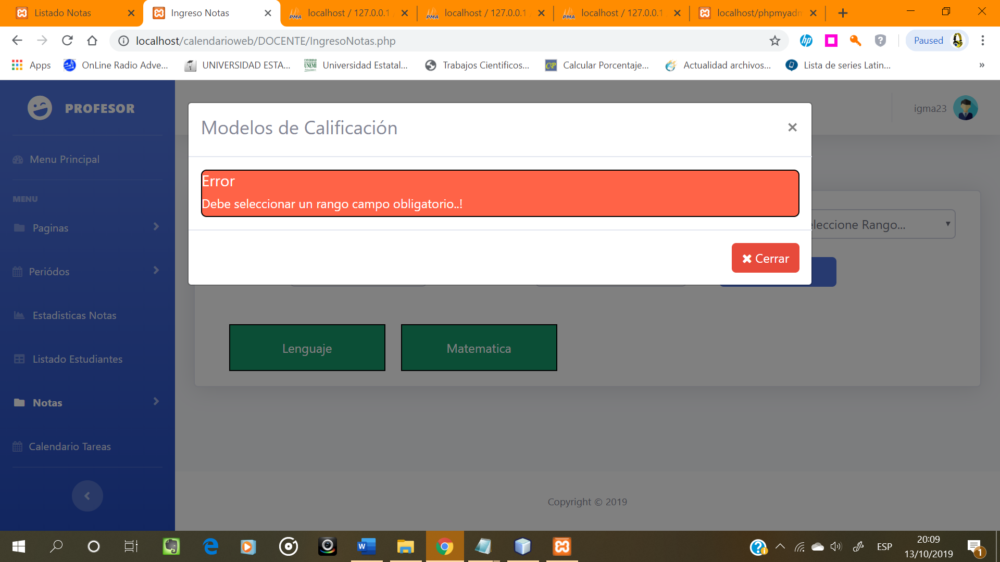 Listado Notas
Ingreso Notas
localhost / 127.0.0.1
localhost / 127.0.0.1
localhost / 127.0.0.1
localhost/phpmyadm
localhost/calendarioweb/DOCENTE/IngresoNotas.php
Paused
Apps
OnLine Radio Adve...
UNIVERSIDAD ESTA...
Universidad Estatal...
Trabajos Cientificos...
Calcular Porcentaje...
Actualidad archivos...
Lista de series Latin...
»
PROFESOR
igma23
Modelos de Calificación
Error
Debe seleccionar un rango campo obligatorio..!
Cerrar
eleccione Rango...
Menu Principal
MENU
Paginas
Periódos
Estadisticas Notas
Listado Estudiantes
Notas
Calendario Tareas
Lenguaje
Matematica
Copyright © 2019
ESP
20:09
13/10/2019
1